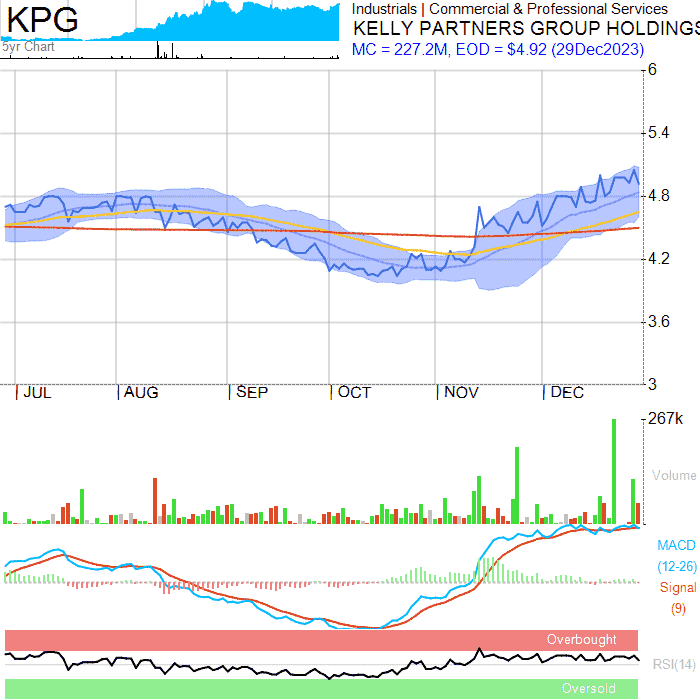 KPG
5yr Chart
Industrials | Commercial & Professional Services
KELLY PARTNERS GROUP HOLDINGS
MC = 227.2M, EOD = $4.92 (29Dec2023)
6
5.4
4.8
4.2
3.6
3
JUL
AUG
SEP
OCT
NOV
DEC
267k
Volume
MACD
(12-26)
Signal
(9)
Overbought
RSI(14)
Oversold